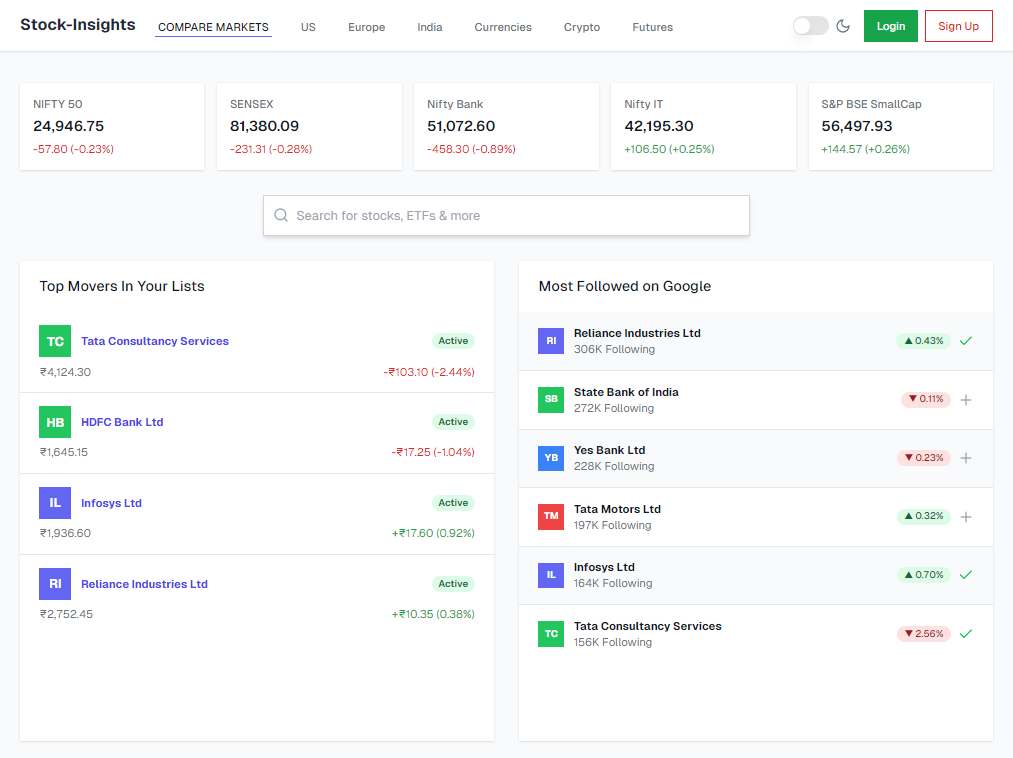 Stock-Insights
COMPARE MARKETS
US
Europe
India
Currencies
Crypto
Futures
Login
Sign Up
NIFTY 50
24,946.75
-57.80 (-0.23%)
SENSEX
81,380.09
-231.31 (-0.28%)
Nifty Bank
51,072.60
-458.30 (-0.89%)
Nifty IT
42,195.30
+106.50 (+0.25%)
S&P BSE SmallCap
56,497.93
+144.57 (+0.26%)
Search for stocks, ETFs & more
Top Movers In Your Lists
TC Tata Consultancy Services Active
₹4,124.30 -₹103.10 (-2.44%)
HB HDFC Bank Ltd Active
₹1,645.15 -₹17.25 (-1.04%)
IL Infosys Ltd Active
₹1,936.60 +₹17.60 (0.92%)
RI Reliance Industries Ltd Active
₹2,752.45 +₹10.35 (0.38%)
Most Followed on Google
RI Reliance Industries Ltd ▲ 0.43%
306K Following
SB State Bank of India ▼ 0.11%
272K Following
YB Yes Bank Ltd ▼ 0.23%
228K Following
TM Tata Motors Ltd ▲ 0.32%
197K Following
IL Infosys Ltd ▲ 0.70%
164K Following
TC Tata Consultancy Services ▼ 2.56%
156K Following